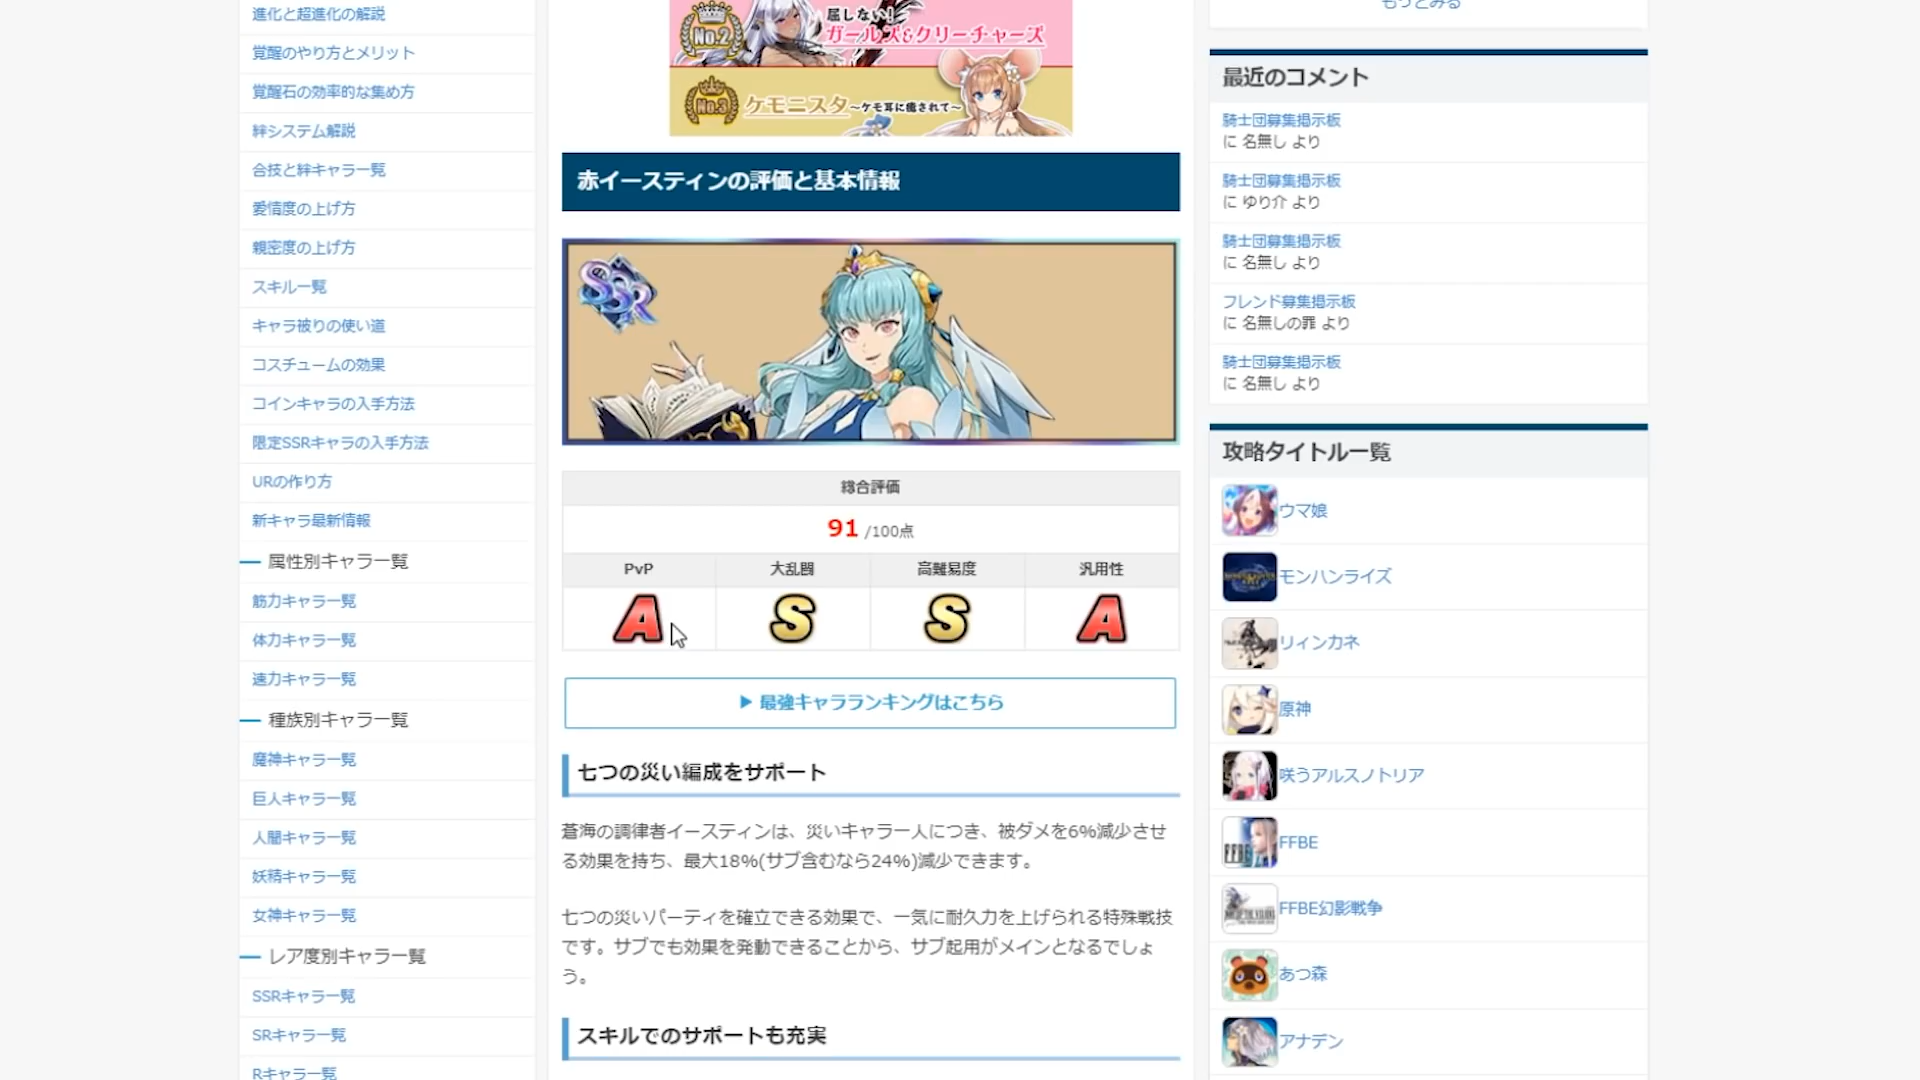 進化と超進化の解説
覚醒のやり方とメリット
覚醒石の効率的な集め方
絆システム解説
合技と絆キャラ一覧
愛情度の上げ方
親密度の上げ方
スキル一覧
キャラ被りの使い道
コスチュームの効果
コインキャラの入手方法
限定SSRキャラの入手方法
URの作り方
新キャラ最新情報
属性別キャラ一覧
筋力キャラ一覧
体力キャラ一覧
速力キャラ一覧
種族別キャラ一覧
魔神キャラ一覧
巨人キャラ一覧
人間キャラ一覧
妖精キャラ一覧
女神キャラ一覧
レア度別キャラ一覧
SSRキャラ一覧
SRキャラ一覧
Rキャラ一覧
No.2
屈しない!
ガールズ&クリーチャーズ
No.3
ケモニスタ～ケモ耳に癒されて～
赤イースティンの評価と基本情報
SSR
総合評価
91 /100点
PvP 大乱闘 高難易度 汎用性
A S S A
▶ 最強キャラランキングはこちら
七つの災い編成をサポート
蒼海の調律者イースティンは、災いキャラ一人につき、被ダメを6%減少させ
る効果を持ち、最大18%(サブ含むなら24%)減少できます。
七つの災いパーティを確立できる効果で、一気に耐久力を上げられる特殊戦技
です。サブでも効果を発動できることから、サブ起用がメインとなるでしょ
う。
スキルでのサポートも充実
もっとみる
最近のコメント
騎士団募集掲示板
に 名無し より
騎士団募集掲示板
に ゆり介 より
騎士団募集掲示板
に 名無し より
フレンド募集掲示板
に 名無しの罪 より
騎士団募集掲示板
に 名無し より
攻略タイトル一覧
ウマ娘
モンハンライズ
リィンカネ
原神
咲うアルスノトリア
FFBE
FFBE
FFBE幻影戦争
あつ森
アナデン